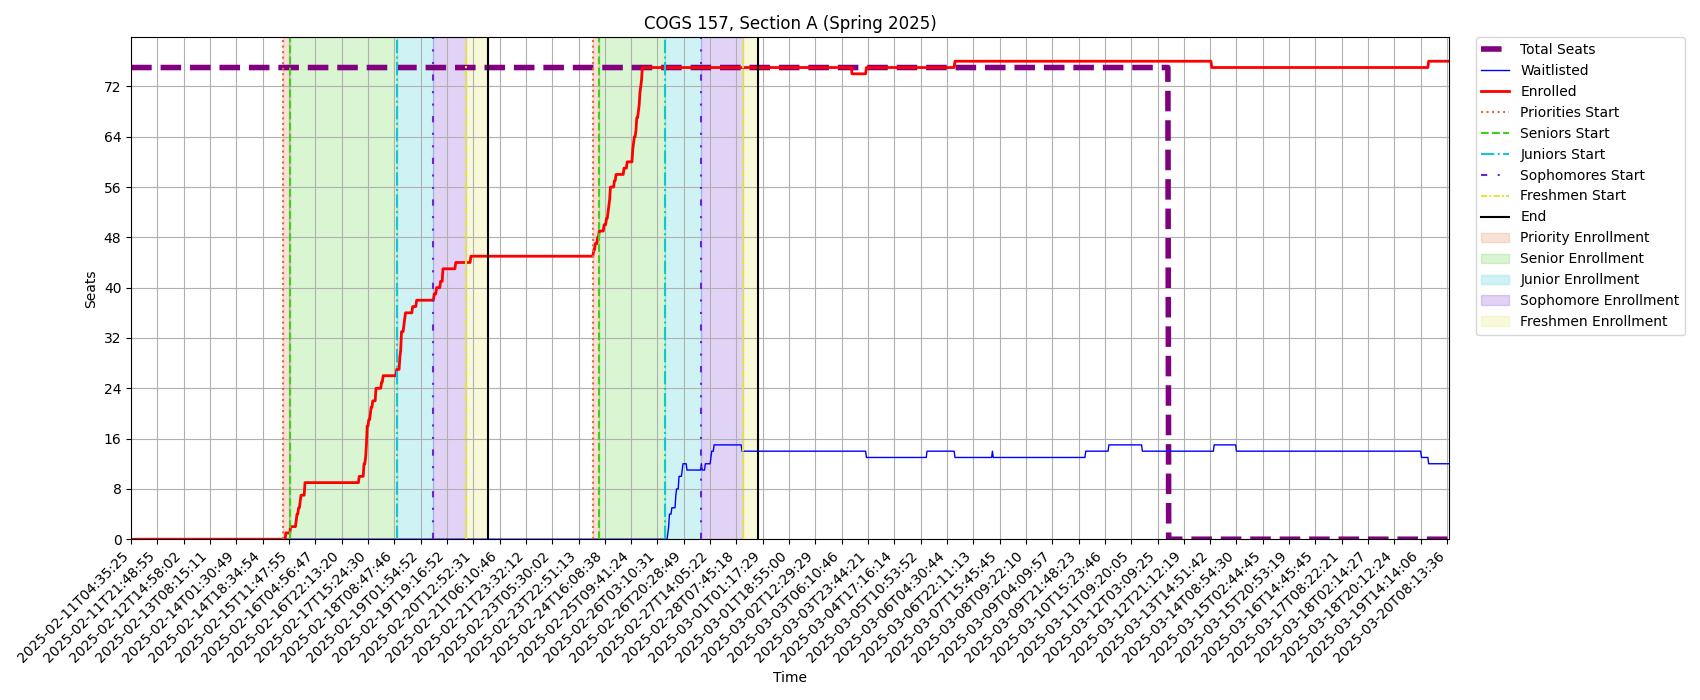 COGS 157, Section A (Spring 2025)
Seats
72
64
56
48
40
32
24
16
8
0
2025-02-11T04:35:25
2025-02-11T21:48:55
2025-02-12T14:58:02
2025-02-13T08:15:11
2025-02-14T01:30:49
2025-02-14T18:34:54
2025-02-15T11:47:55
2025-02-16T04:56:47
2025-02-16T22:13:20
2025-02-17T15:24:30
2025-02-18T08:47:46
2025-02-19T01:54:52
2025-02-19T19:16:52
2025-02-20T12:52:31
2025-02-21T06:10:46
2025-02-21T23:32:12
2025-02-23T05:30:02
2025-02-23T22:51:13
2025-02-24T16:08:38
2025-02-25T09:41:24
2025-02-26T03:10:31
2025-02-26T20:28:49
2025-02-27T14:05:22
2025-02-28T07:45:19
2025-03-01T01:17:29
2025-03-01T18:55:00
2025-03-02T12:29:29
2025-03-03T06:10:46
2025-03-03T23:44:21
2025-03-04T17:16:14
2025-03-05T10:53:52
2025-03-06T04:30:44
2025-03-06T22:11:13
2025-03-07T15:45:45
2025-03-08T09:22:10
2025-03-09T04:09:57
2025-03-09T21:48:23
2025-03-10T15:23:46
2025-03-11T09:20:05
2025-03-12T03:09:25
2025-03-12T21:12:19
2025-03-13T14:51:42
2025-03-14T08:54:30
2025-03-15T02:44:45
2025-03-15T20:53:19
2025-03-16T14:45:45
2025-03-17T08:22:21
2025-03-18T02:14:27
2025-03-18T20:12:24
2025-03-19T14:14:06
2025-03-20T08:13:36
Time
Total Seats
Waitlisted
Enrolled
Priorities Start
Seniors Start
Juniors Start
Sophomores Start
Freshmen Start
End
Priority Enrollment
Senior Enrollment
Junior Enrollment
Sophomore Enrollment
Freshmen Enrollment